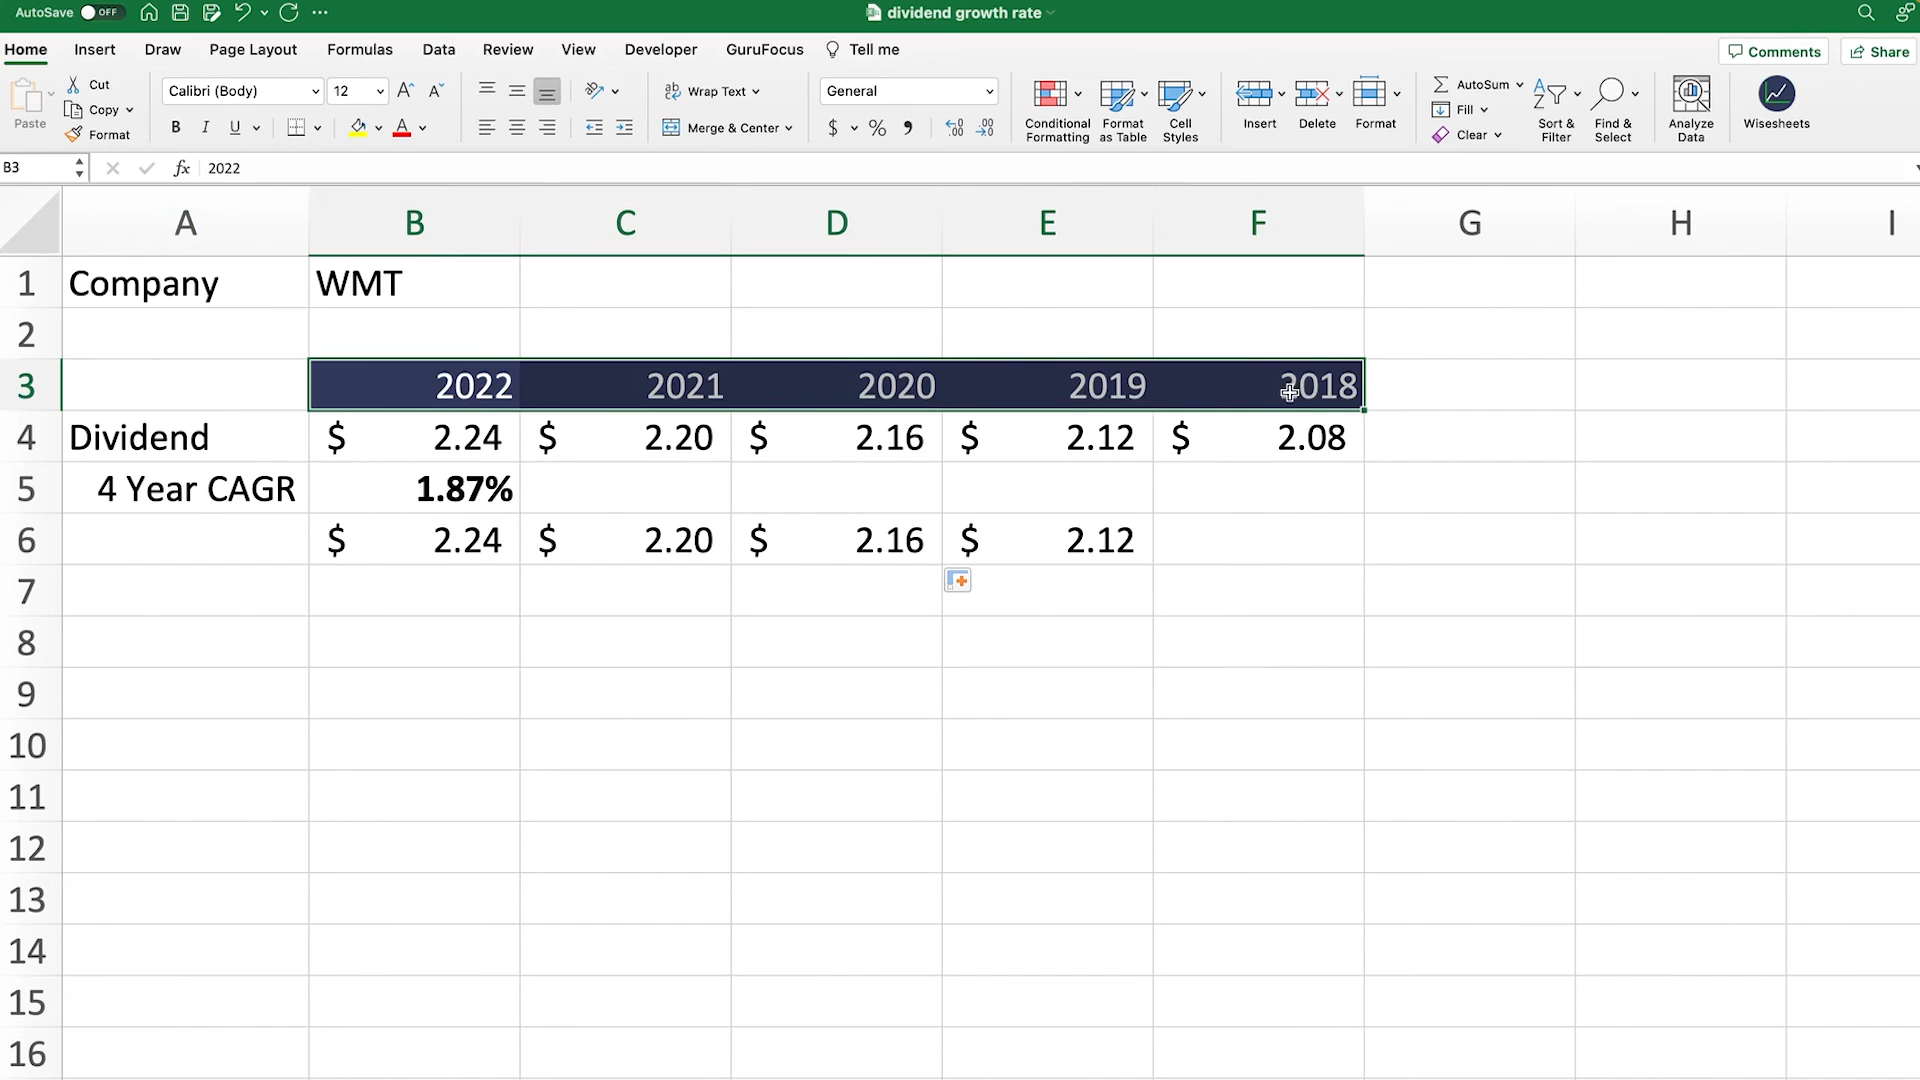 AutoSave OFF dividend growth rate
Home Insert Draw Page Layout Formulas Data Review View Developer GuruFocus Tell me Comments Share
Paste
Cut
Copy
Format
Calibri (Body) 12
B I U
A
Wrap Text
Merge & Center
General
$ % 9
Conditional Formatting
Format as Table
Cell Styles
Insert
Delete
Format
AutoSum
Fill
Clear
Sort & Filter
Find & Select
Analyze Data
Wisesheets
B3 fx 2022
A B C D E F G H I
1 Company WMT
2
3 2022 2021 2020 2019 2018
4 Dividend $ 2.24 $ 2.20 $ 2.16 $ 2.12 $ 2.08
5 4 Year CAGR 1.87%
6 $ 2.24 $ 2.20 $ 2.16 $ 2.12
7
8
9
10
11
12
13
14
15
16